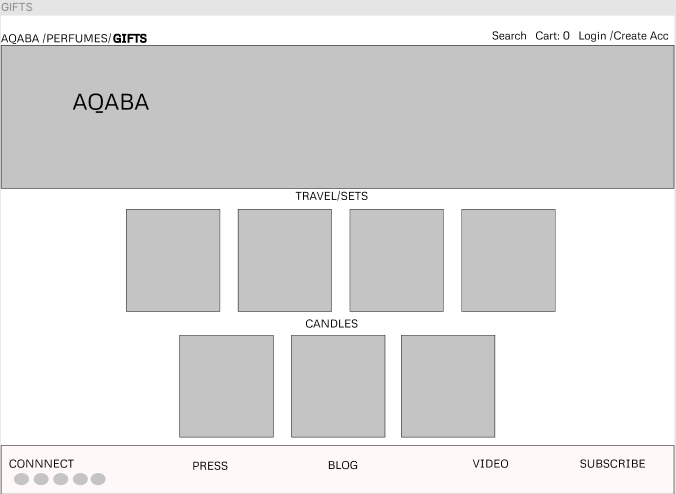 GIFTS
AQABA /PERFUMES/GIFTS Search Cart: 0 Login /Create Acc
AQABA
TRAVEL/SETS
CANDLES
CONNNECT PRESS BLOG VIDEO SUBSCRIBE